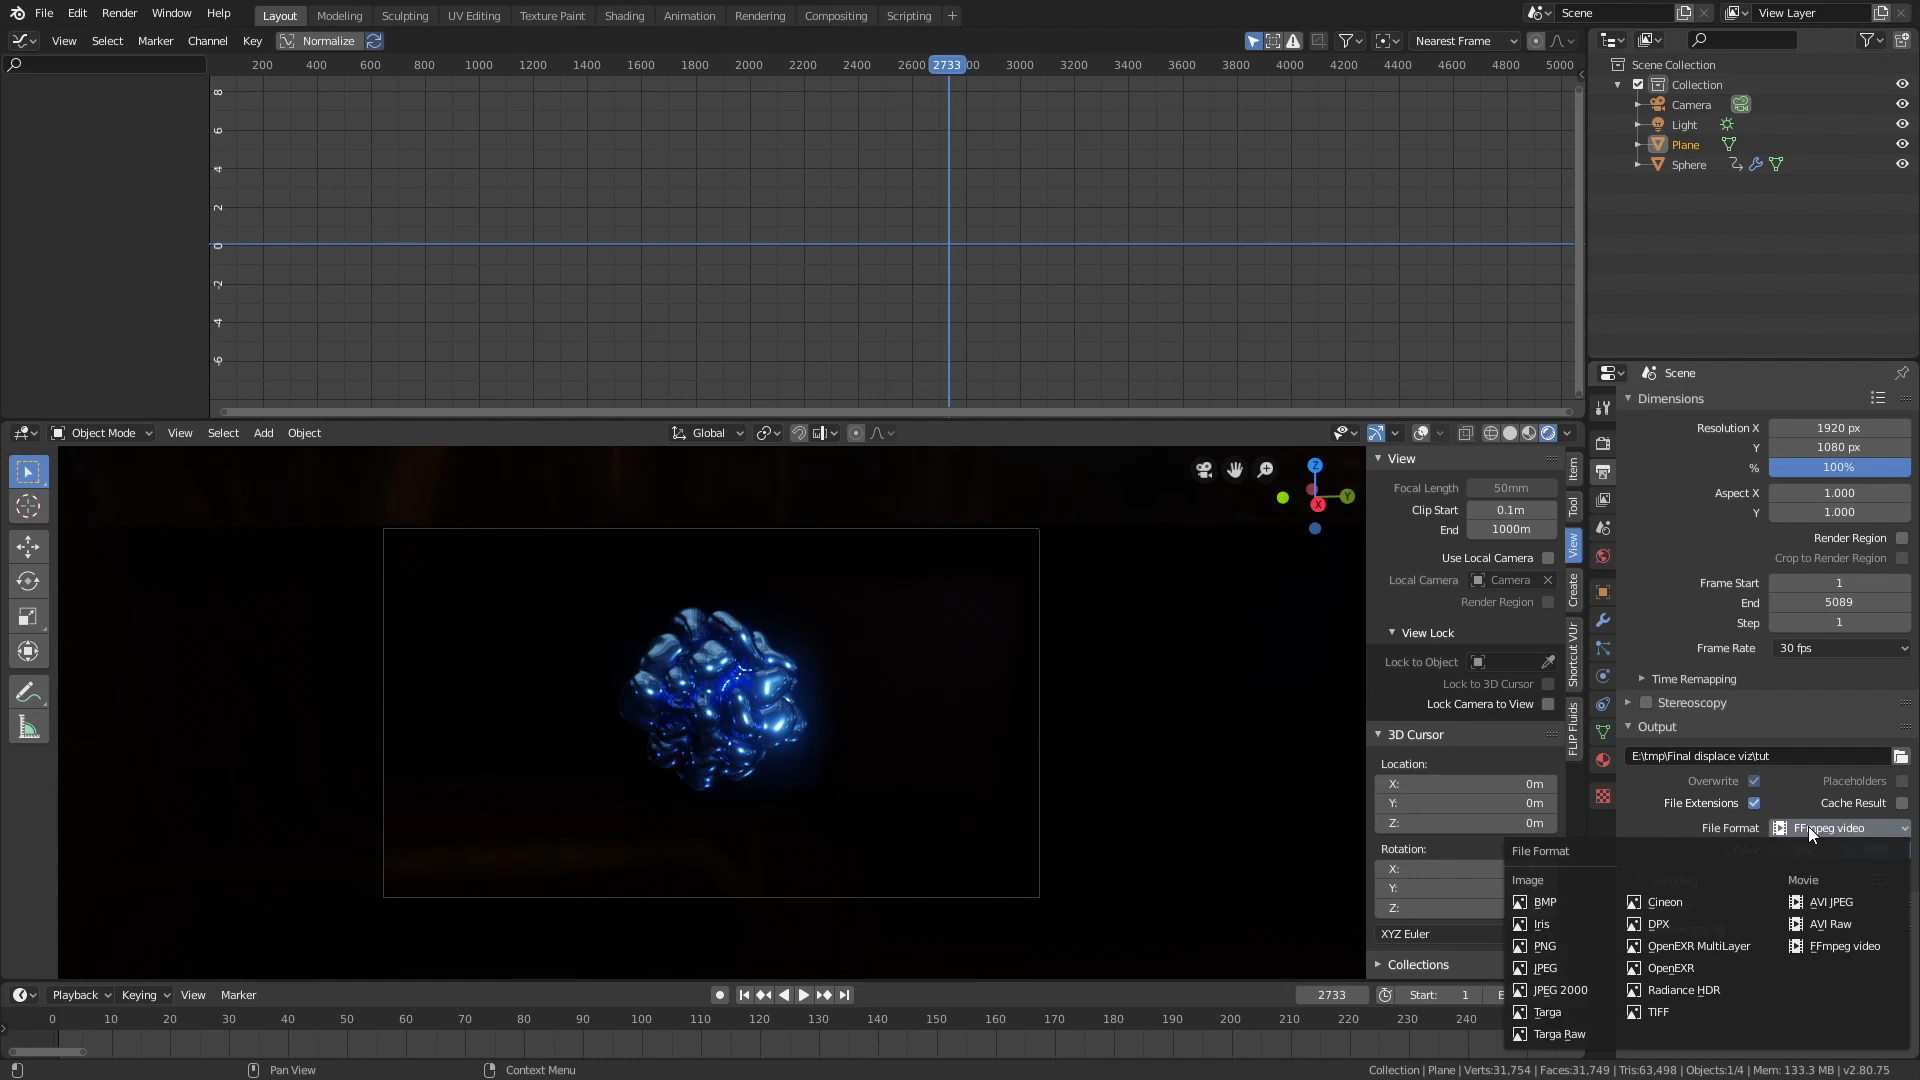 File Edit Render Window Help Layout Modeling Sculpting UV Editing Texture Paint Shading Animation Rendering Compositing Scripting + Scene View Layer
View Select Marker Channel Key Normalize Nearest Frame
200 400 600 800 1000 1200 1400 1600 1800 2000 2200 2400 2600 2733 3000 3200 3400 3600 3800 4000 4200 4400 4600 4800 5000
8
6
4
2
0
-2
-4
-6
Scene Collection
Collection
Camera
Light
Plane
Sphere
Object Mode View Select Add Object Global
X
Y
Z
View
Focal Length 50mm
Clip Start 0.1m
End 1000m
Use Local Camera
Local Camera Camera
Render Region
View Lock
Lock to Object
Lock to 3D Cursor
Lock Camera to View
3D Cursor
Location:
X: 0m
Y: 0m
Z: 0m
Rotation:
X:
Y:
Z:
XYZ Euler
Collections
Item
Tool
View
Create
Shortcut VUr
FLIP Fluids
Scene
Dimensions
Resolution X 1920 px
Y 1080 px
% 100%
Aspect X 1.000
Y 1.000
Render Region
Crop to Render Region
Frame Start 1
End 5089
Step 1
Frame Rate 30 fps
Time Remapping
Stereoscopy
Output
E:\tmp\Final displace viz\tut
Overwrite Placeholders
File Extensions Cache Result
File Format FFmpeg video
File Format
Image Movie
BMP Cineon AVI JPEG
Iris DPX AVI Raw
PNG OpenEXR MultiLayer FFmpeg video
JPEG OpenEXR
JPEG 2000 Radiance HDR
Targa TIFF
Targa Raw
Playback Keying View Marker 2733 Start: 1 E
0 10 20 30 40 50 60 70 80 90 100 110 120 130 140 150 160 170 180 190 200 210 220 230 240
Pan View Context Menu Collection | Plane | Verts:31,754 | Faces:31,749 | Tris:63,498 | Objects:1/4 | Mem: 133.3 MB | v2.80.75